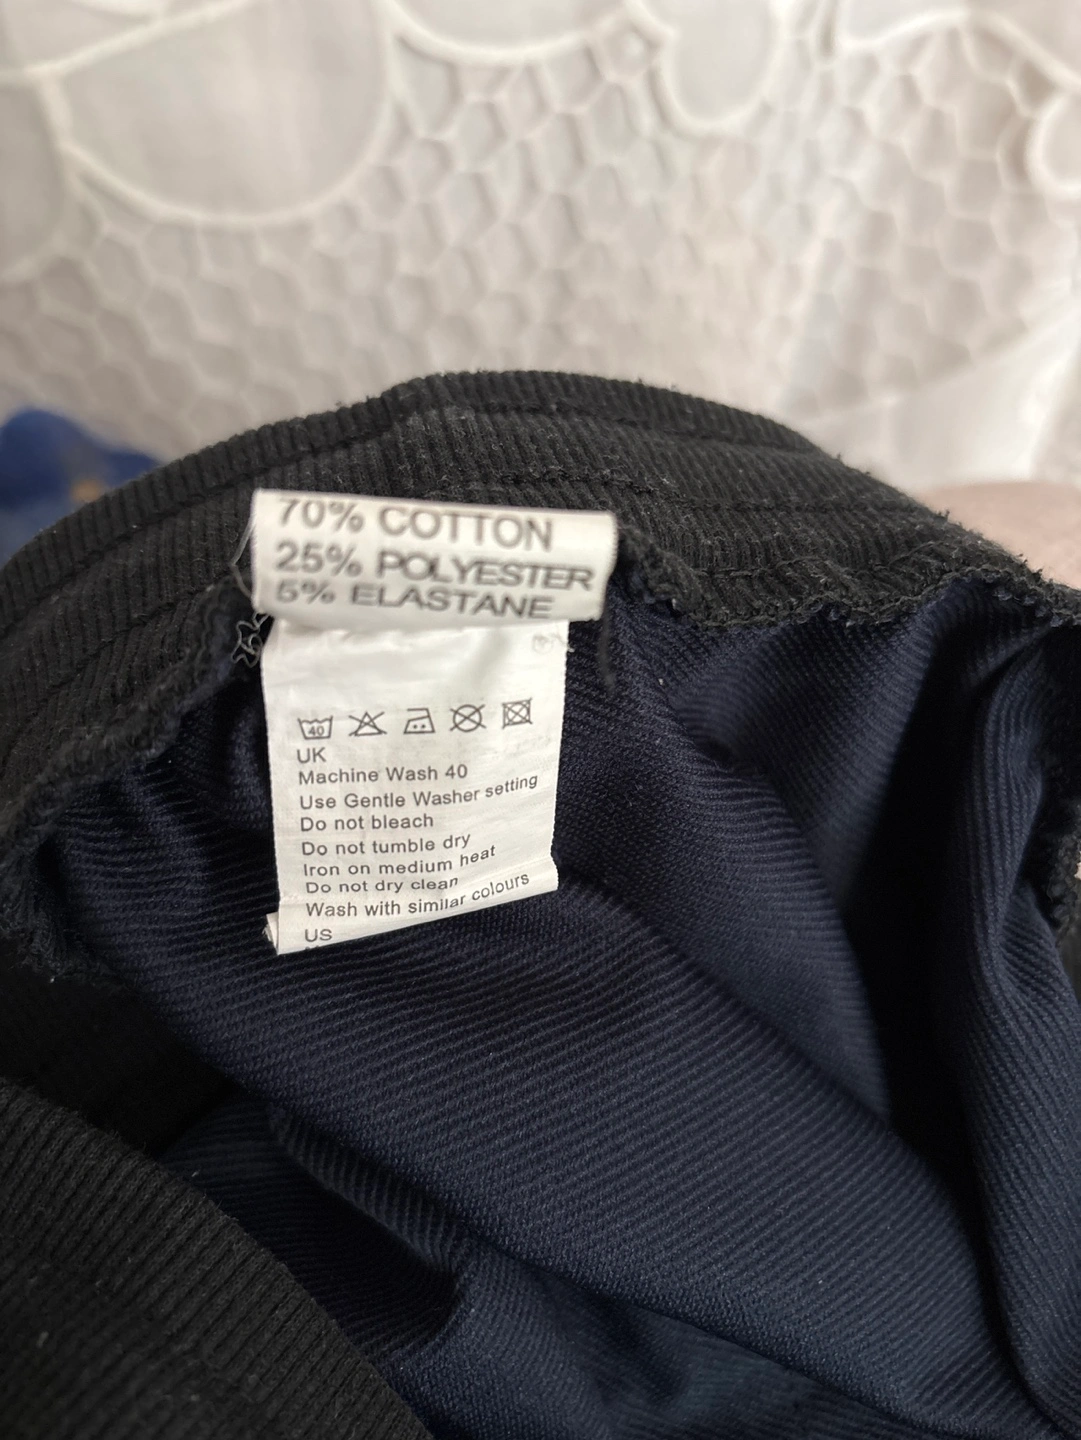 70% COTTON
25% POLYESTER
5% ELASTANE
40
UK
Machine Wash 40
Use Gentle Washer setting
Do not bleach
Do not tumble dry
Iron on medium heat
Do not dry clean
Wash with similar colours
US